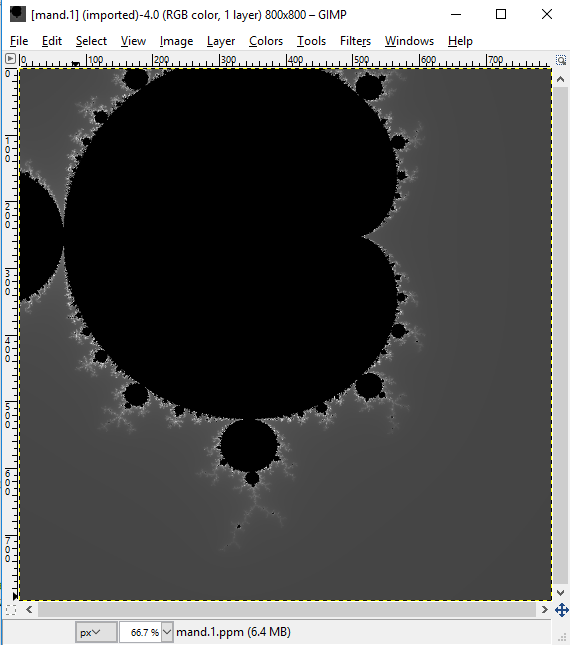 [mand.1] (imported)-4.0 (RGB color, 1 layer) 800x800 – GIMP
File Edit Select View Image Layer Colors Tools Filters Windows Help
0 100 200 300 400 500 600 700
0
100
200
300
400
500
600
700
px 66.7 % mand.1.ppm (6.4 MB)